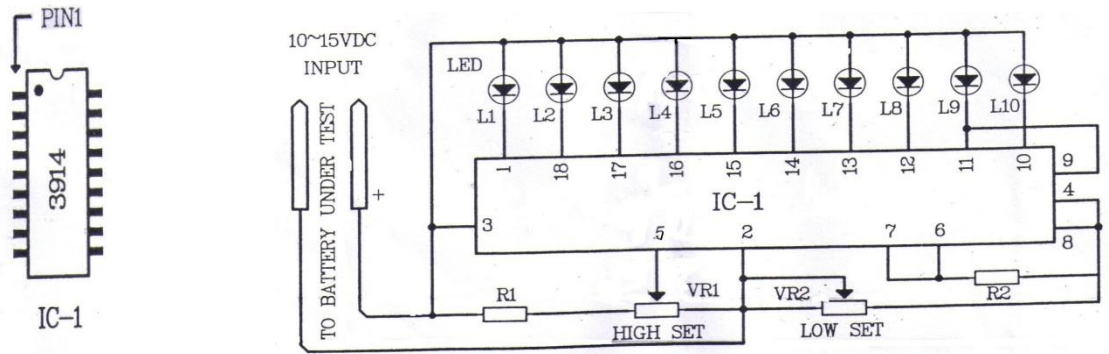 PIN1
3914
IC-1
10~15VDC
INPUT
TO BATTERY UNDER TEST
+
LED
L1 L2 L3 L4 L5 L6 L7 L8 L9 L10
1 18 17 16 15 14 13 12 11 10
9
IC-1
4
3
5 2 7 6
8
R1
VR1
VR2
R2
HIGH SET
LOW SET